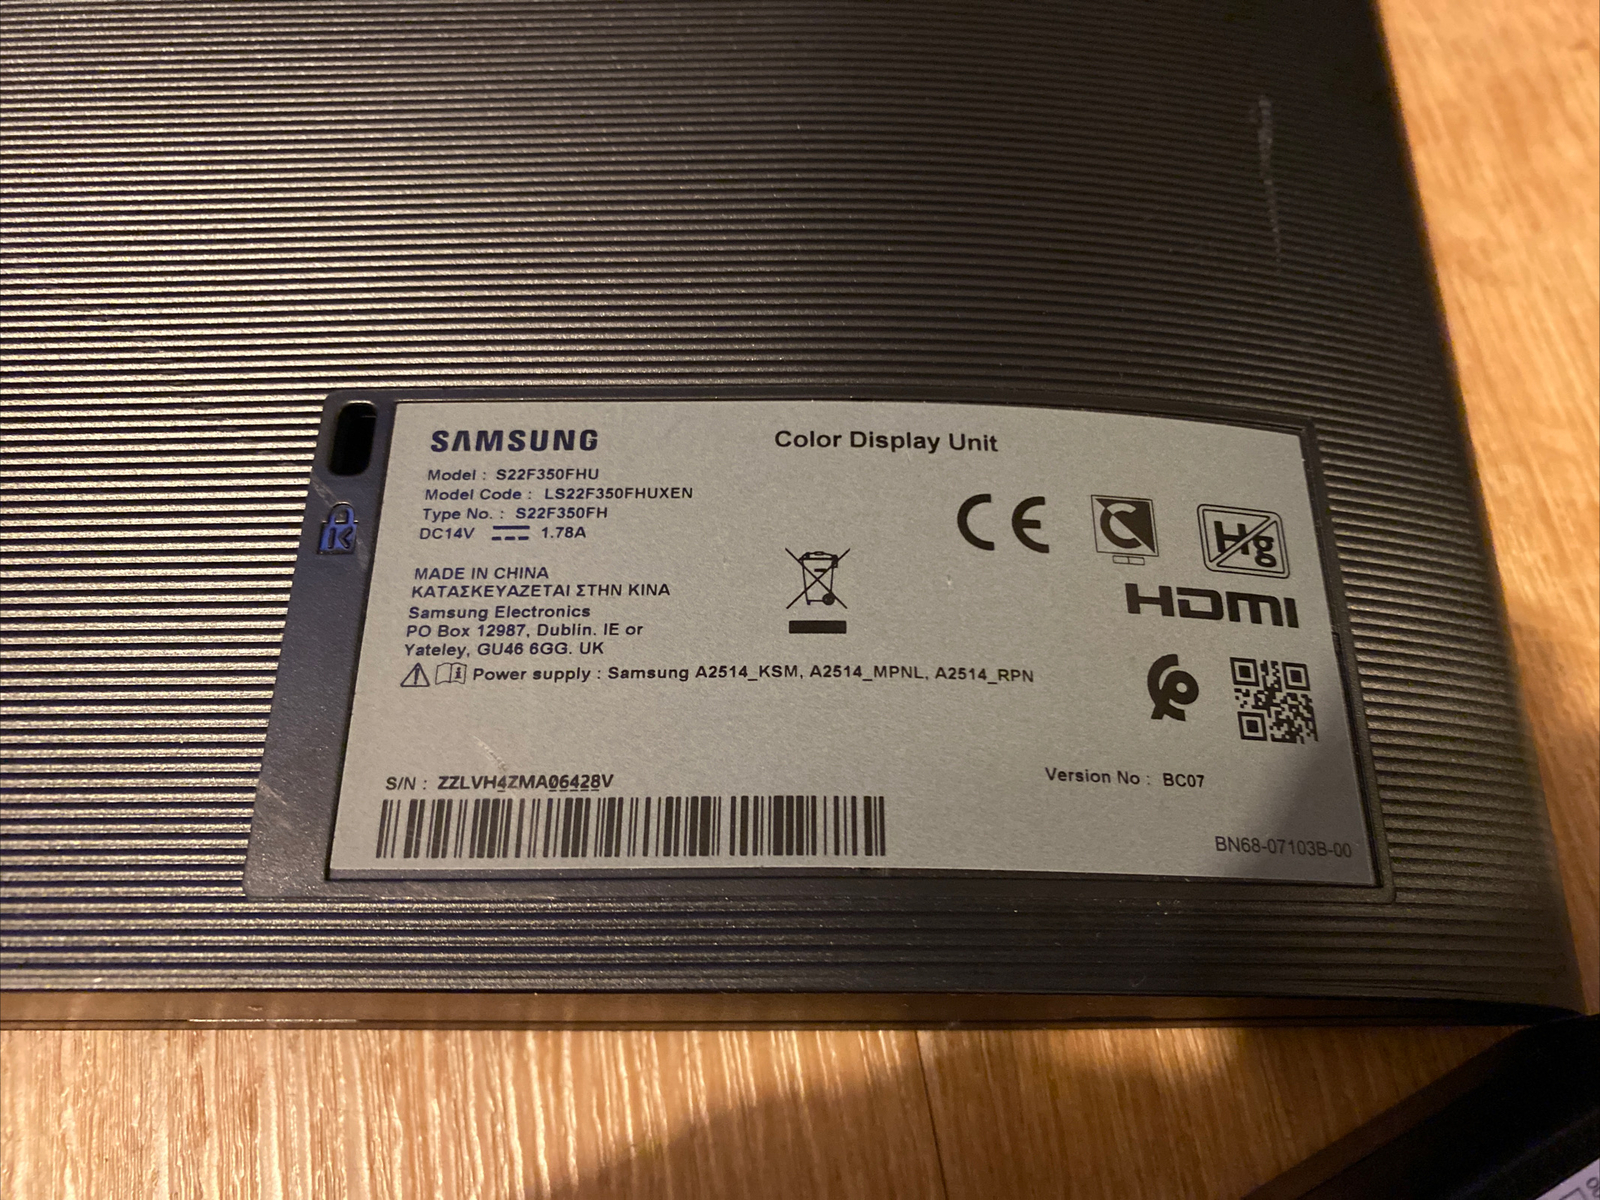 SAMSUNG
Color Display Unit
Model : S22F350FHU
Model Code : LS22F350FHUXEN
Type No. : S22F350FH
DC14V 1.78A
MADE IN CHINA
ΚΑΤΑΣΚΕΥΑΖΕΤΑΙ ΣΤΗΝ ΚΙΝΑ
Samsung Electronics
PO Box 12987, Dublin. IE or
Yateley, GU46 6GG. UK
Power supply : Samsung A2514_KSM, A2514_MPNL, A2514_RPN
CE
Hg
HDMI
S/N : ZZLVH4ZMA06428V
Version No : BC07
BN68-07103B-00
K